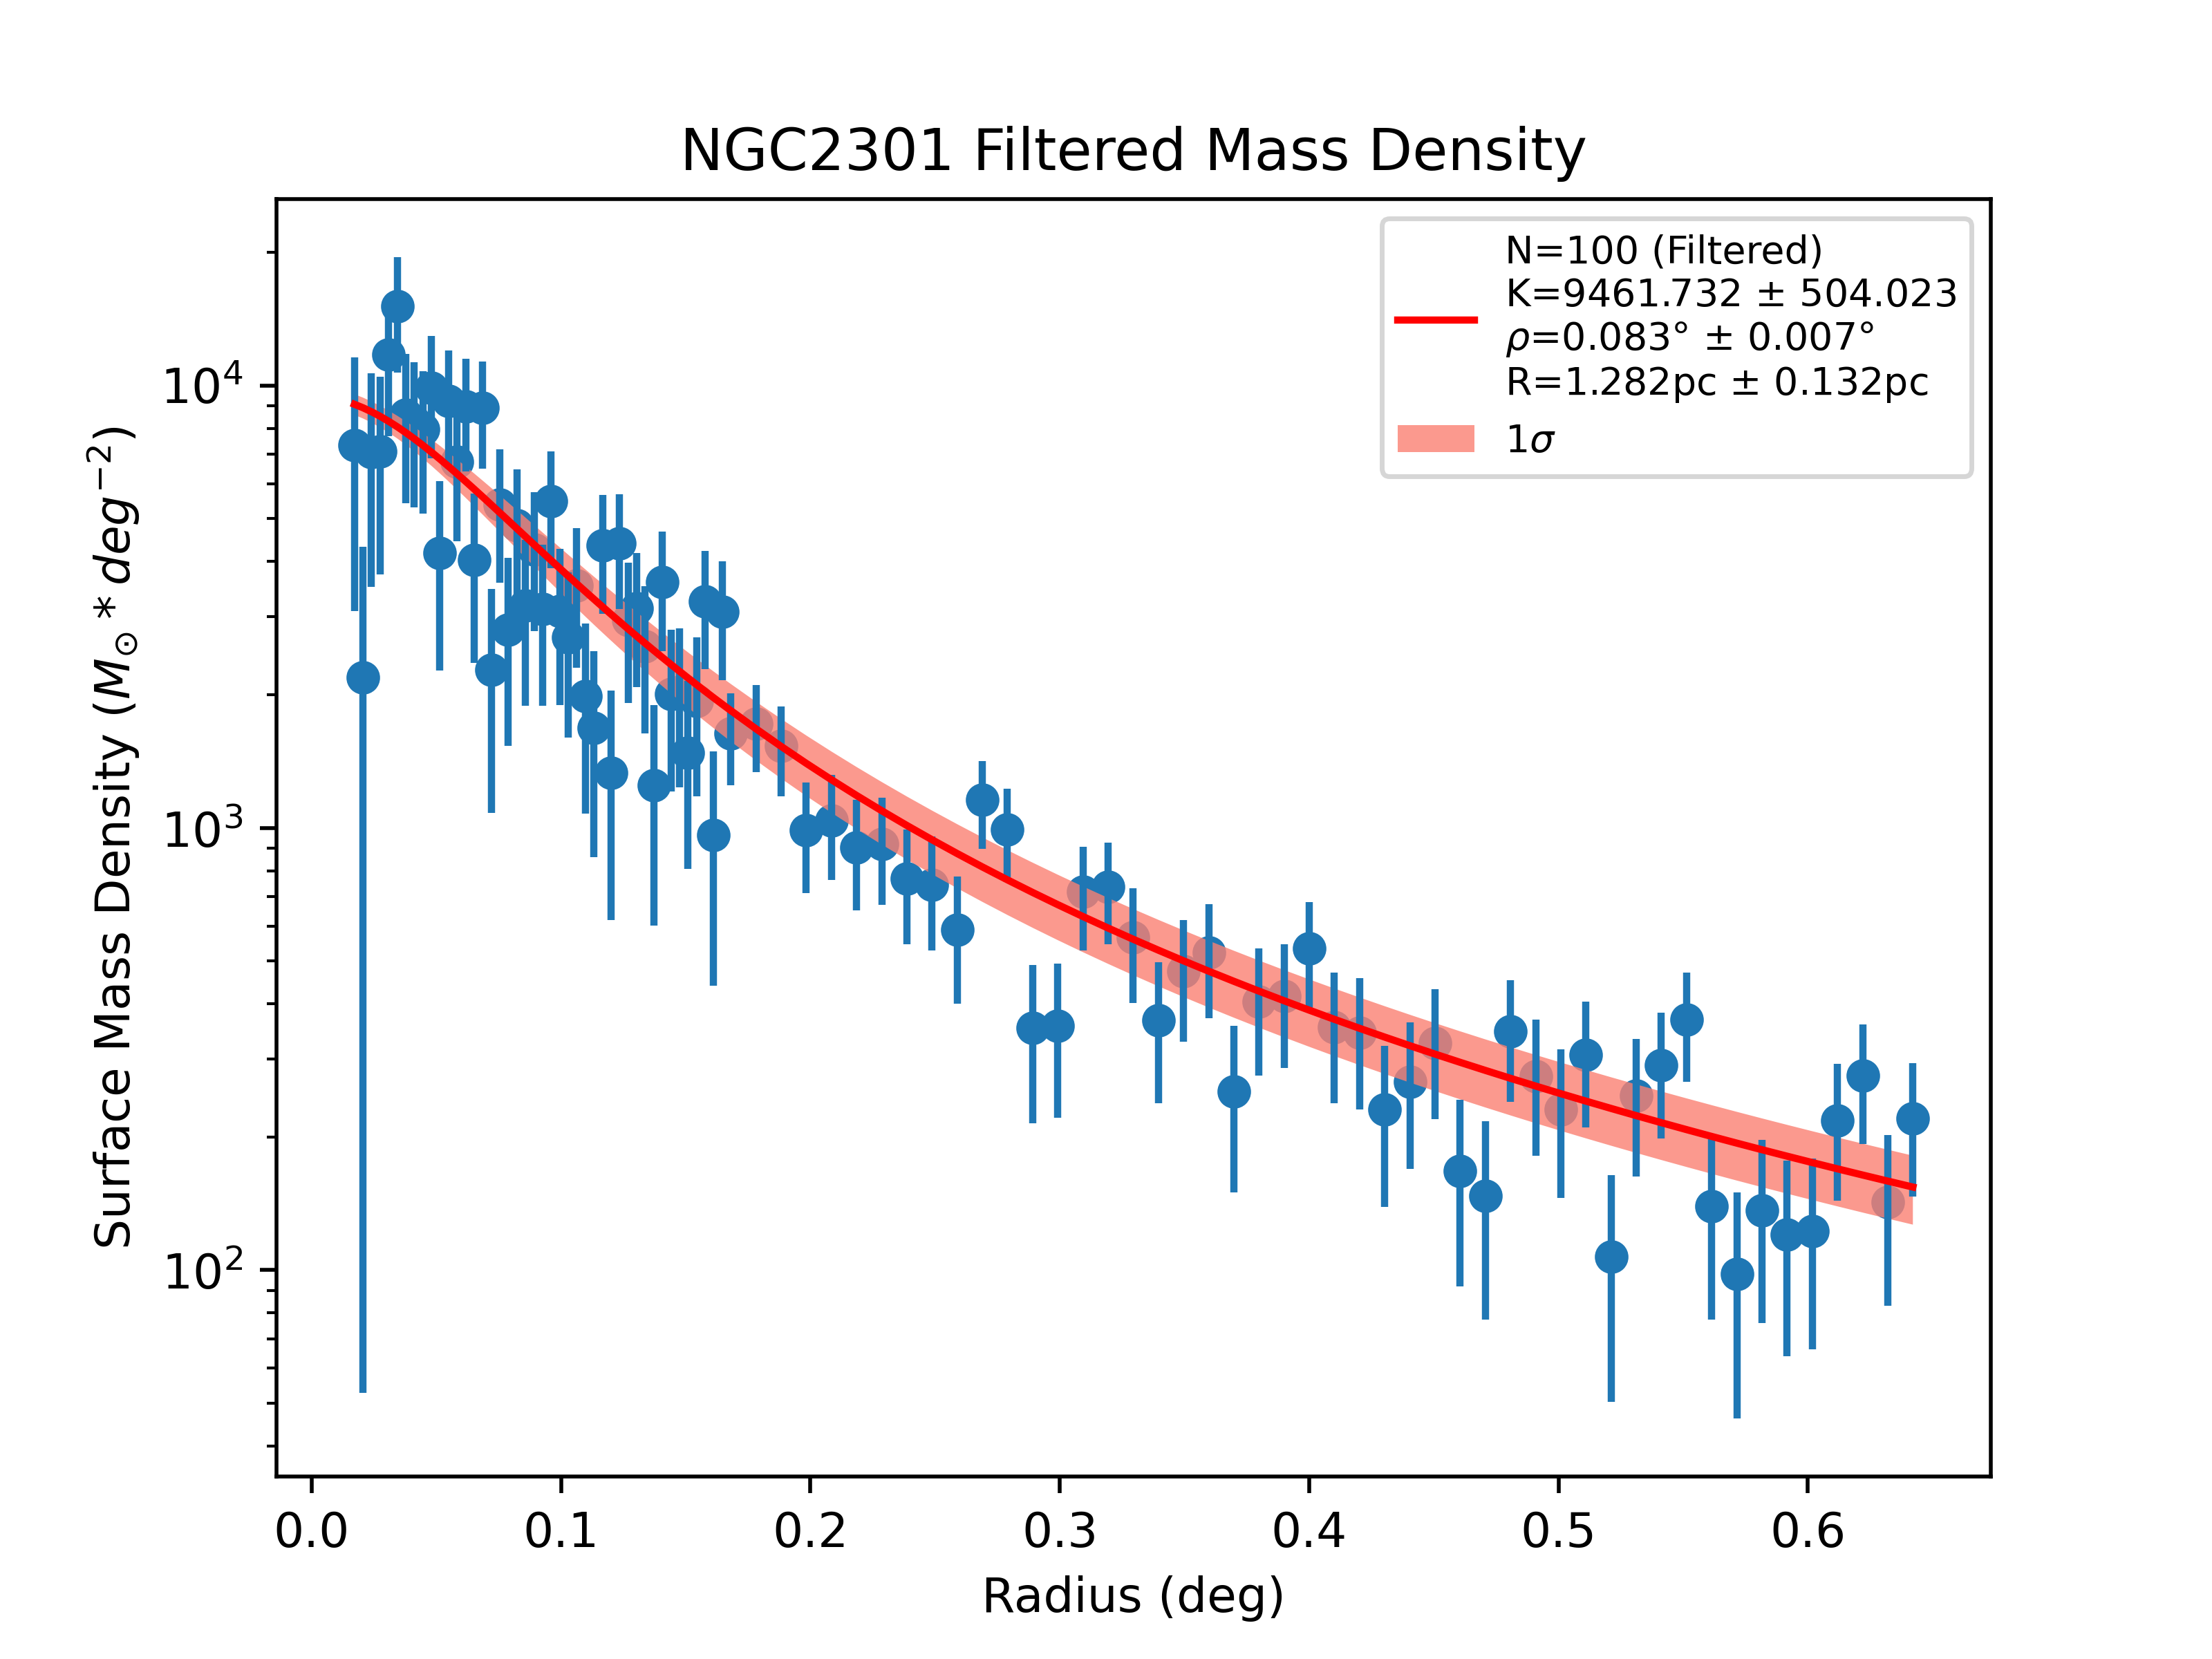 NGC2301 Filtered Mass Density
N=100 (Filtered)
K=9461.732 ± 504.023
ρ=0.083° ± 0.007°
R=1.282pc ± 0.132pc
1σ
Surface Mass Density (M⊙ * deg⁻²)
10⁴
10³
10²
0.0 0.1 0.2 0.3 0.4 0.5 0.6
Radius (deg)